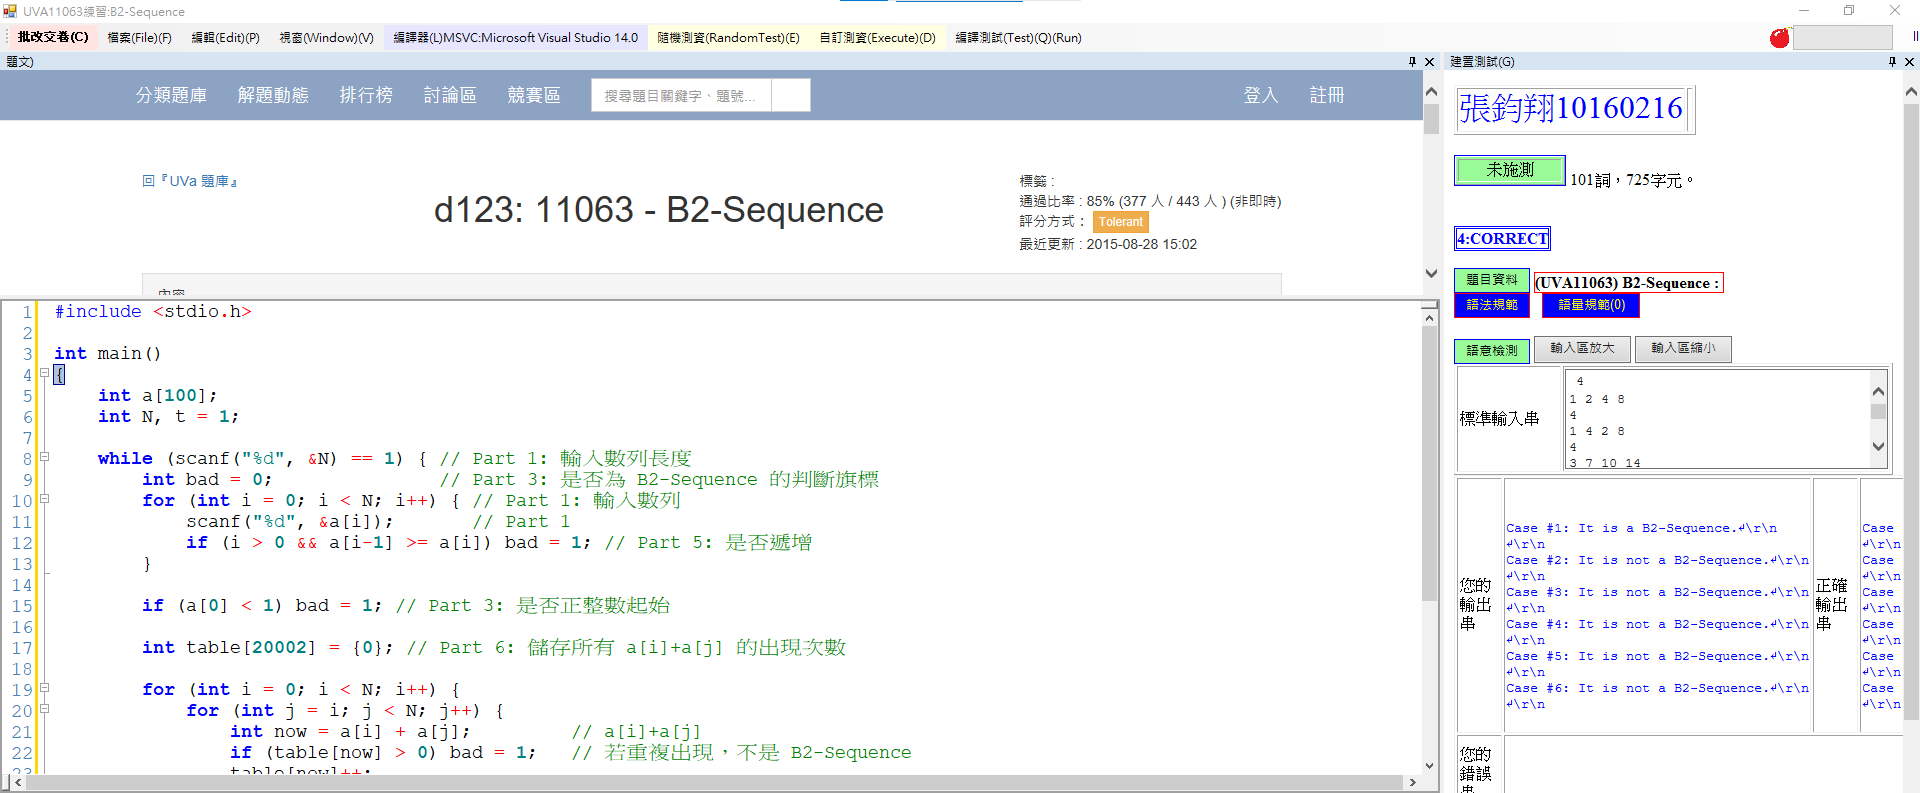 UVA11063練習:B2-Sequence
批改交卷(C) 檔案(File)(F) 編輯(Edit)(P) 視窗(Window)(V) 編譯器(L)MSVC:Microsoft Visual Studio 14.0 隨機測資(RandomTest)(E) 自訂測資(Execute)(D) 編譯測試(Test)(Q)(Run)
題文)
分類題庫 解題動態 排行榜 討論區 競賽區 搜尋題目關鍵字、題號... 登入 註冊
回『UVa 題庫』
d123: 11063 - B2-Sequence
標籤 :
通過比率 : 85% (377 人 / 443 人 ) (非即時)
評分方式 : Tolerant
最近更新 : 2015-08-28 15:02
內容
1 #include <stdio.h>
2
3 int main()
4 {
5 int a[100];
6 int N, t = 1;
7
8 while (scanf("%d", &N) == 1) { // Part 1: 輸入數列長度
9 int bad = 0; // Part 3: 是否為 B2-Sequence 的判斷旗標
10 for (int i = 0; i < N; i++) { // Part 1: 輸入數列
11 scanf("%d", &a[i]); // Part 1
12 if (i > 0 && a[i-1] >= a[i]) bad = 1; // Part 5: 是否遞增
13 }
14
15 if (a[0] < 1) bad = 1; // Part 3: 是否正整數起始
16
17 int table[20002] = {0}; // Part 6: 儲存所有 a[i]+a[j] 的出現次數
18
19 for (int i = 0; i < N; i++) {
20 for (int j = i; j < N; j++) {
21 int now = a[i] + a[j]; // a[i]+a[j]
22 if (table[now] > 0) bad = 1; // 若重複出現，不是 B2-Sequence
23 table[now]++;
建置測試(G)
張鈞翔10160216
未施測 101詞，725字元。
4:CORRECT
題目資料 (UVA11063) B2-Sequence :
語法規範 語量規範(0)
語意檢測 輸入區放大 輸入區縮小
標準輸入串
4
1 2 4 8
4
1 4 2 8
4
3 7 10 14
您的輸出串
Case #1: It is a B2-Sequence.↲\r\n
↲\r\n
Case #2: It is not a B2-Sequence.↲\r\n
↲\r\n
Case #3: It is not a B2-Sequence.↲\r\n
↲\r\n
Case #4: It is not a B2-Sequence.↲\r\n
↲\r\n
Case #5: It is not a B2-Sequence.↲\r\n
↲\r\n
Case #6: It is not a B2-Sequence.↲\r\n
↲\r\n
正確輸出串
Case
↲\r\n
Case
↲\r\n
Case
↲\r\n
Case
↲\r\n
Case
↲\r\n
Case
↲\r\n
您的錯誤串